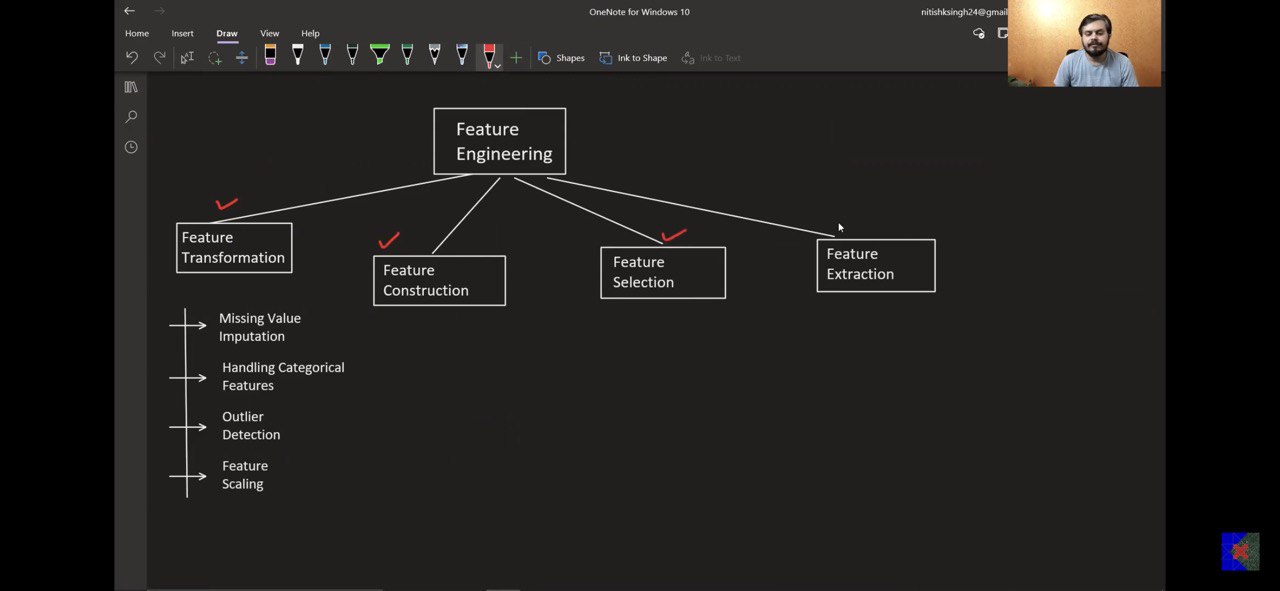 OneNote for Windows 10
nitishksingh24@gmail
Home
Insert
Draw
View
Help
Shapes
Ink to Shape
Ink to Text
Feature
Engineering
Feature
Transformation
Feature
Construction
Feature
Selection
Feature
Extraction
Missing Value
Imputation
Handling Categorical
Features
Outlier
Detection
Feature
Scaling